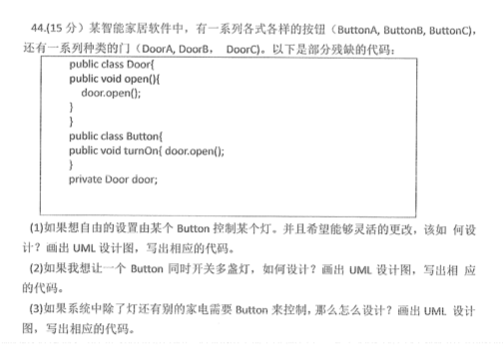 44.(15 分）某智能家居软件中，有一系列各式各样的按钮（ButtonA, ButtonB, ButtonC),
还有一系列种类的门（DoorA, DoorB， DoorC)。以下是部分残缺的代码：
public class Door{
public void open(){
door.open();
}
}
public class Button{
public void turnOn{ door.open();
}
private Door door;
(1)如果想自由的设置由某个 Button 控制某个灯。并且希望能够灵活的更改，该如 何设
计？画出 UML 设计图，写出相应的代码。
(2)如果我想让一个 Button 同时开关多盏灯，如何设计？画出 UML 设计图，写出相 应
的代码。
(3)如果系统中除了灯还有别的家电需要 Button 来控制，那么怎么设计？画出 UML 设计
图，写出相应的代码。